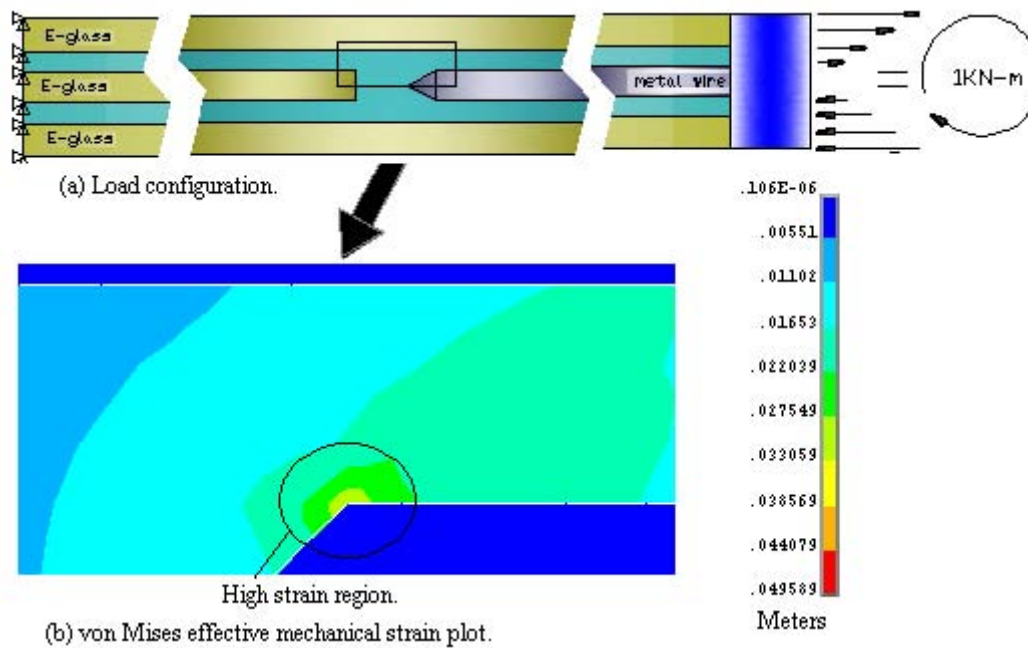 E-glass
E-glass
metal wire
1KN-m
E-glass
(a) Load configuration.
.106E-06
.00551
.01102
.01653
.022039
.027549
.033059
.038569
.044079
.049589
Meters
High strain region.
(b) von Mises effective mechanical strain plot.